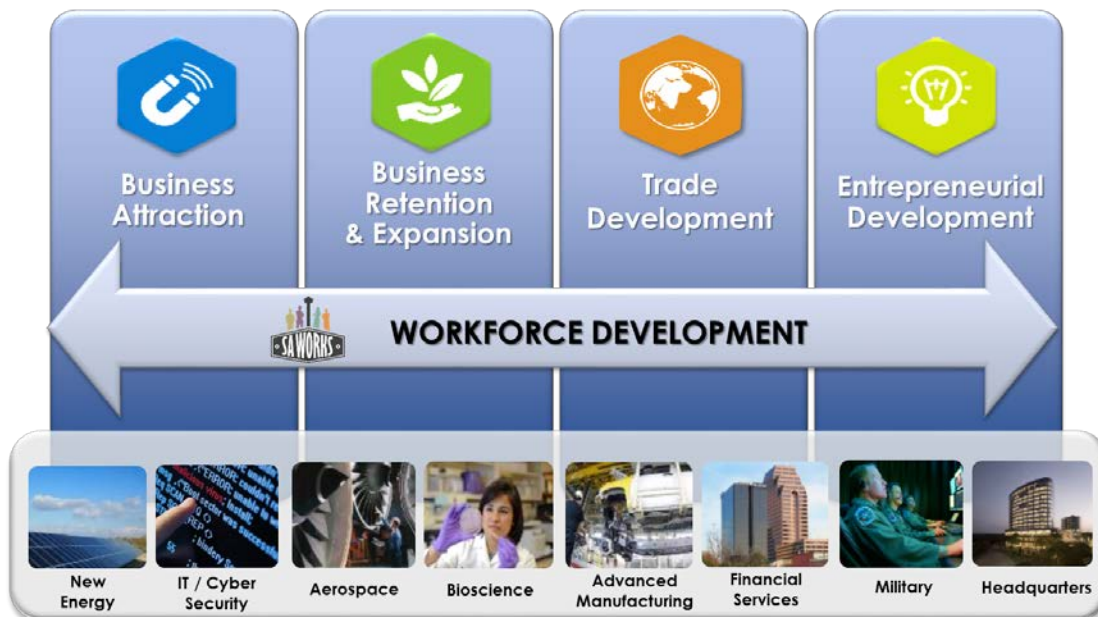 Business
Attraction
Business
Retention
& Expansion
Trade
Development
Entrepreneurial
Development
SA WORKS
WORKFORCE DEVELOPMENT
New
Energy
IT / Cyber
Security
Aerospace
Bioscience
Advanced
Manufacturing
Financial
Services
Military
Headquarters